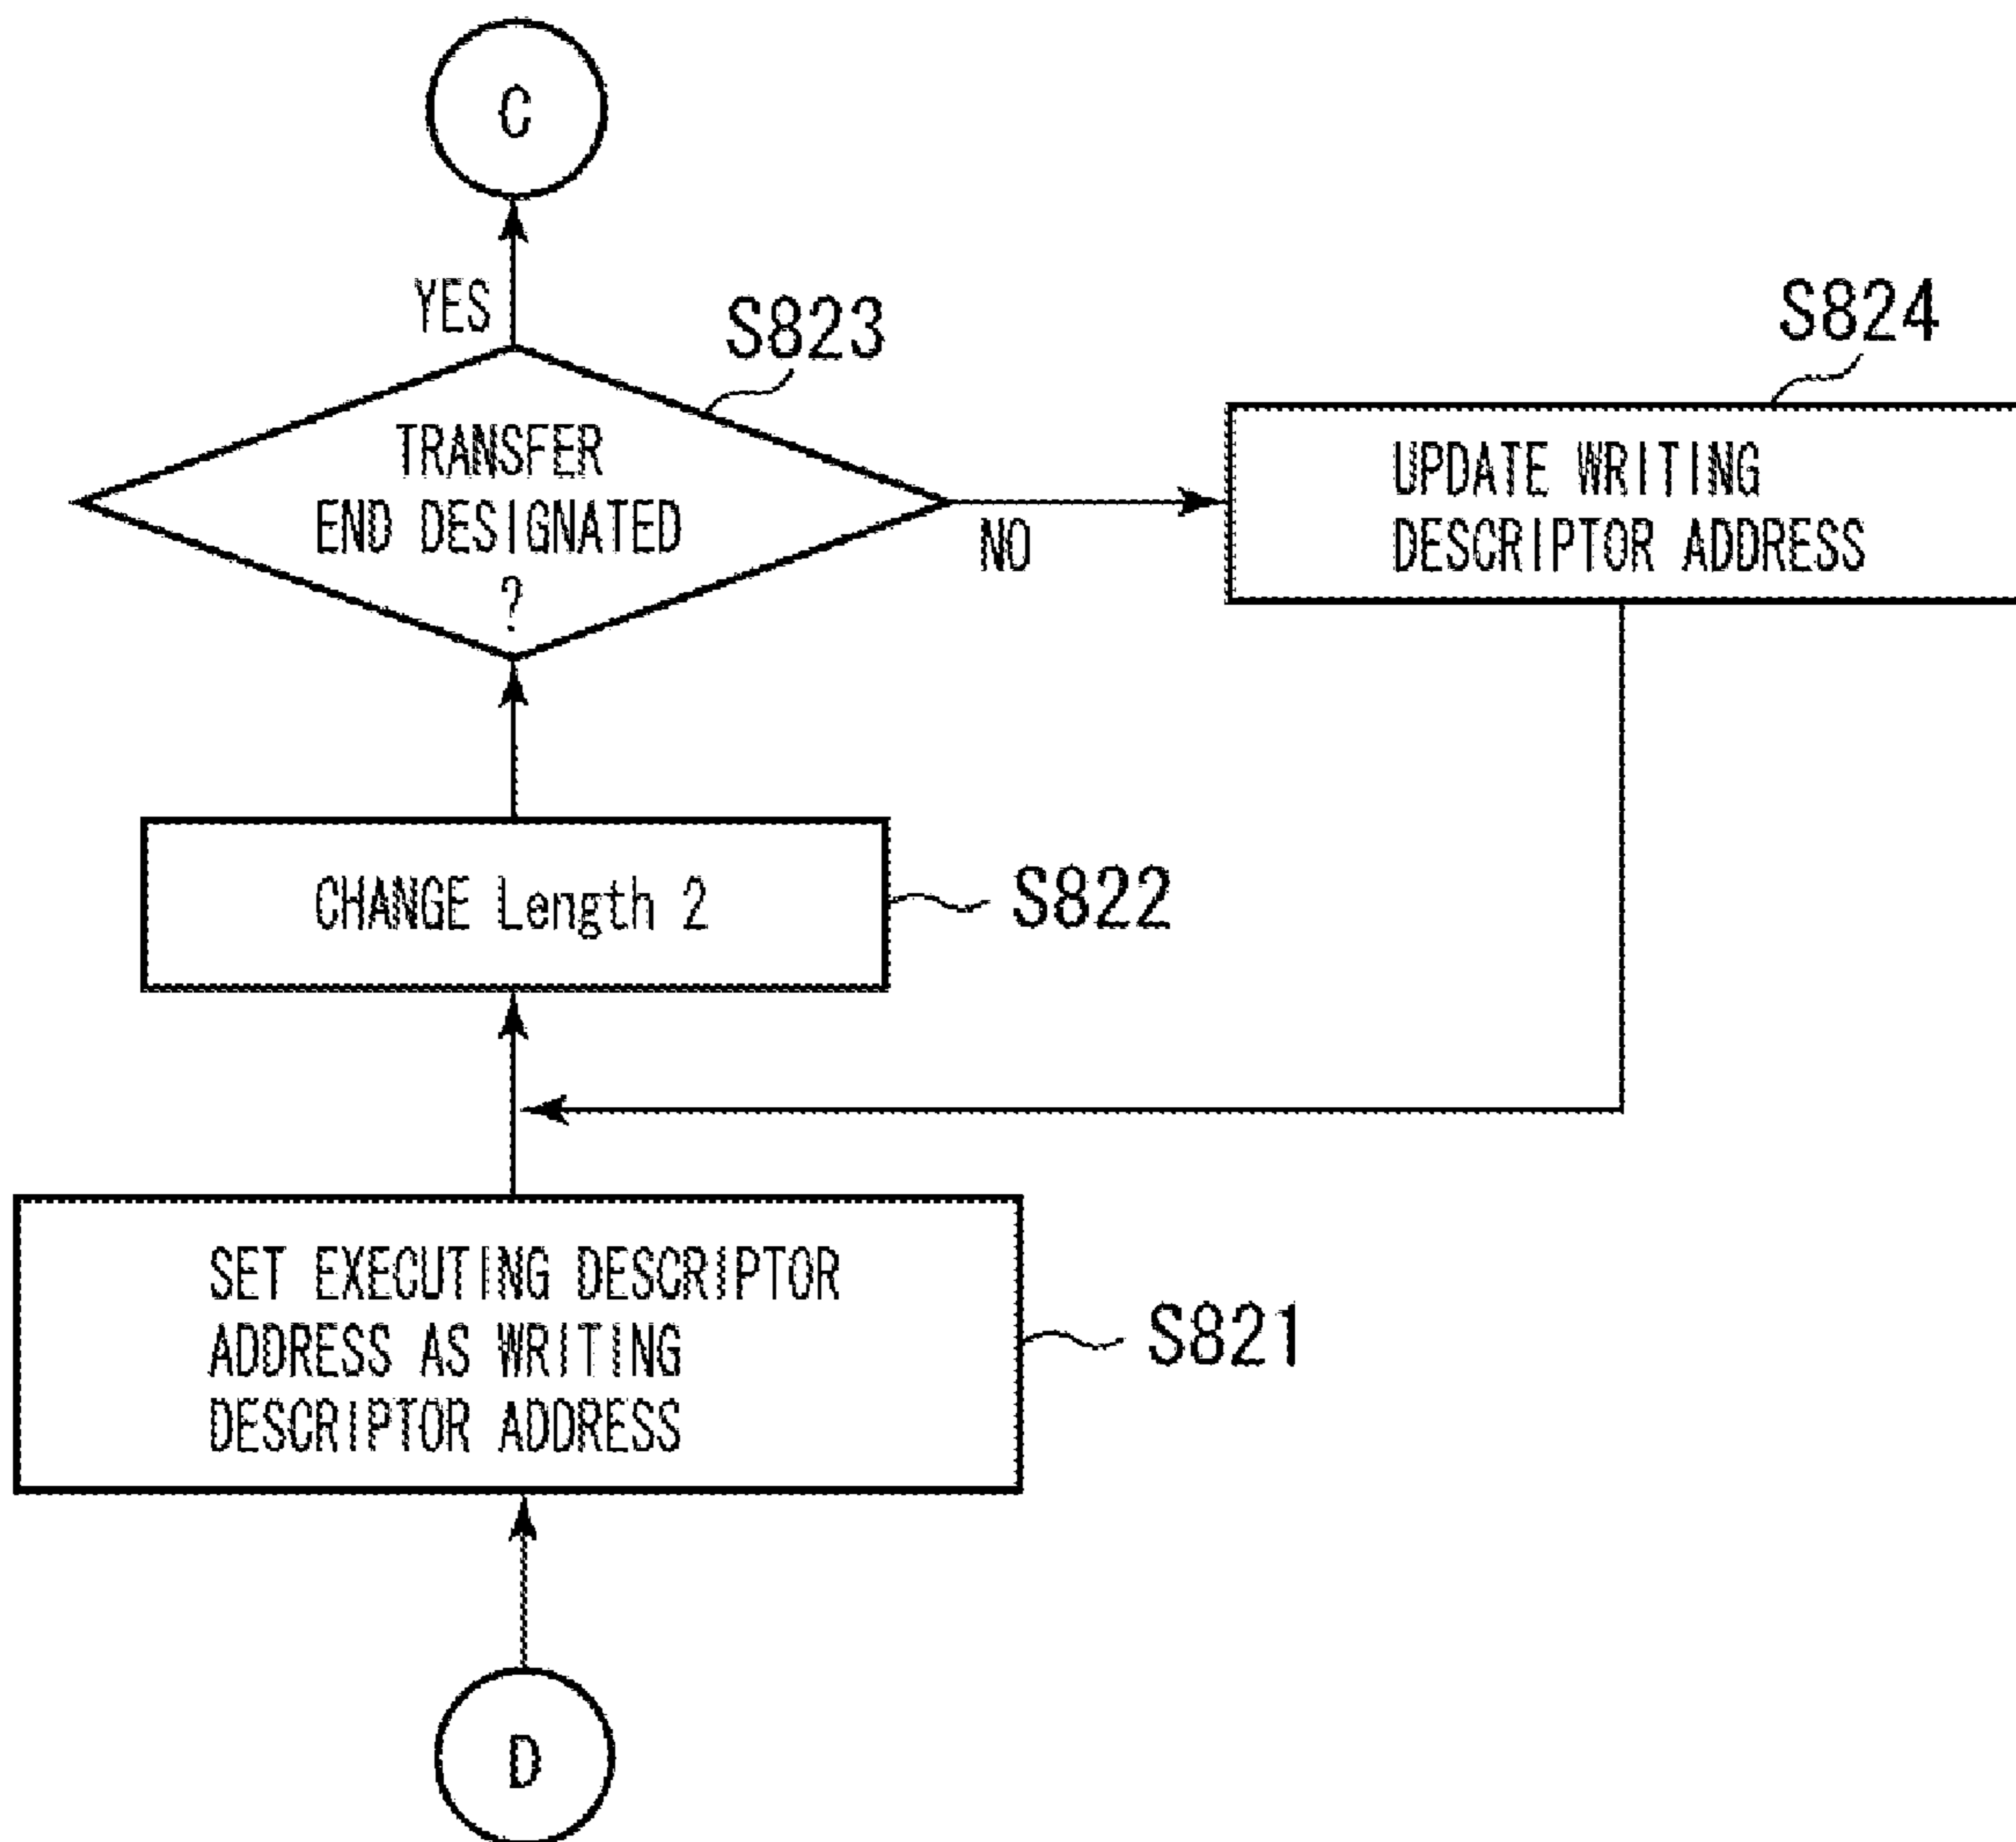 C
YES
S823
S824
TRANSFER
END DESIGNATED
?
NO
UPDATE WRITING
DESCRIPTOR ADDRESS
CHANGE Length 2
S822
SET EXECUTING DESCRIPTOR
ADDRESS AS WRITING
DESCRIPTOR ADDRESS
S821
D